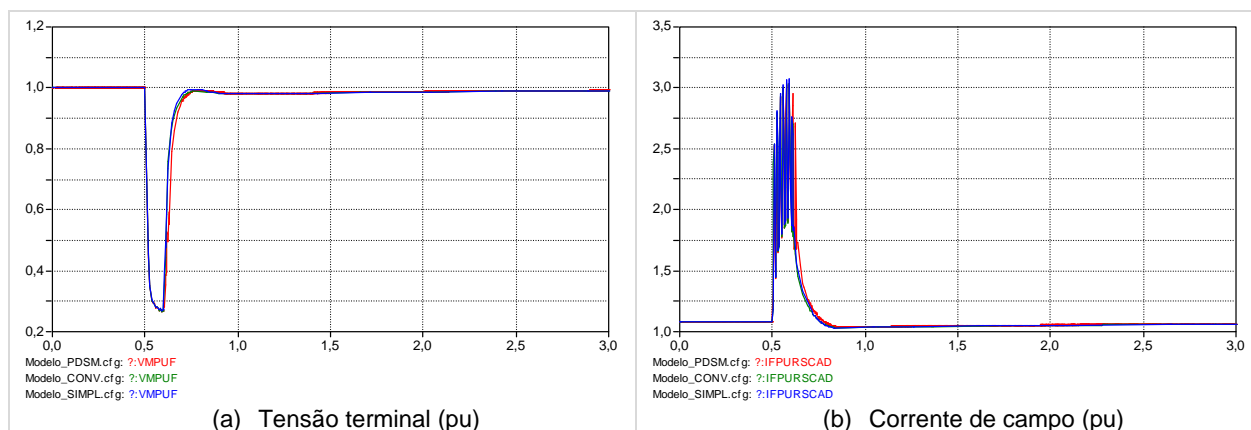 1,2
1,0
0,8
0,6
0,4
0,2
0,0 0,5 1,0 1,5 2,0 2,5 3,0
Modelo_PDSM.cfg: ?:VMPUF
Modelo_CONV.cfg: ?:VMPUF
Modelo_SIMPL.cfg: ?:VMPUF
(a) Tensão terminal (pu)
3,5
3,0
2,5
2,0
1,5
1,0
0,0 0,5 1,0 1,5 2,0 2,5 3,0
Modelo_PDSM.cfg: ?:IFPURSCAD
Modelo_CONV.cfg: ?:IFPURSCAD
Modelo_SIMPL.cfg: ?:IFPURSCAD
(b) Corrente de campo (pu)